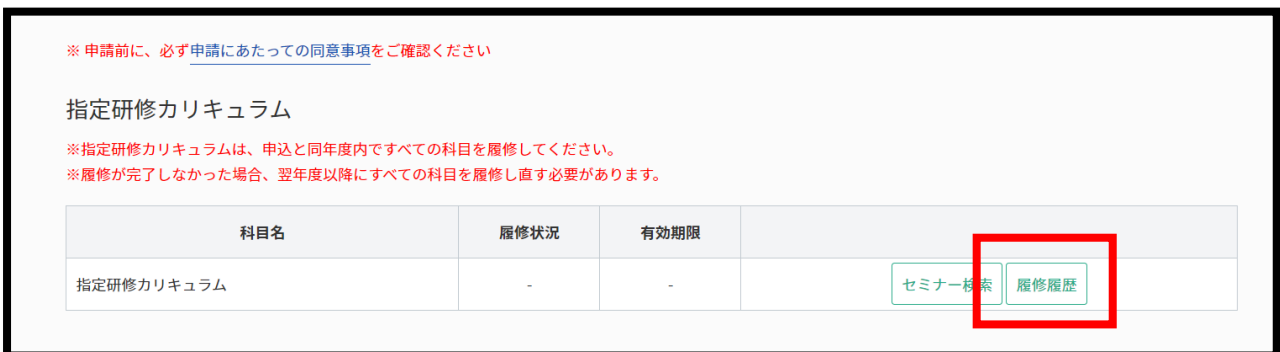 ※ 申請前に、必ず申請にあたっての同意事項をご確認ください
指定研修カリキュラム
※指定研修カリキュラムは、申込と同年度内ですべての科目を履修してください。
※履修が完了しなかった場合、翌年度以降にすべての科目を履修し直す必要があります。
科目名 履修状況 有効期限
指定研修カリキュラム - - セミナー検索 履修履歴